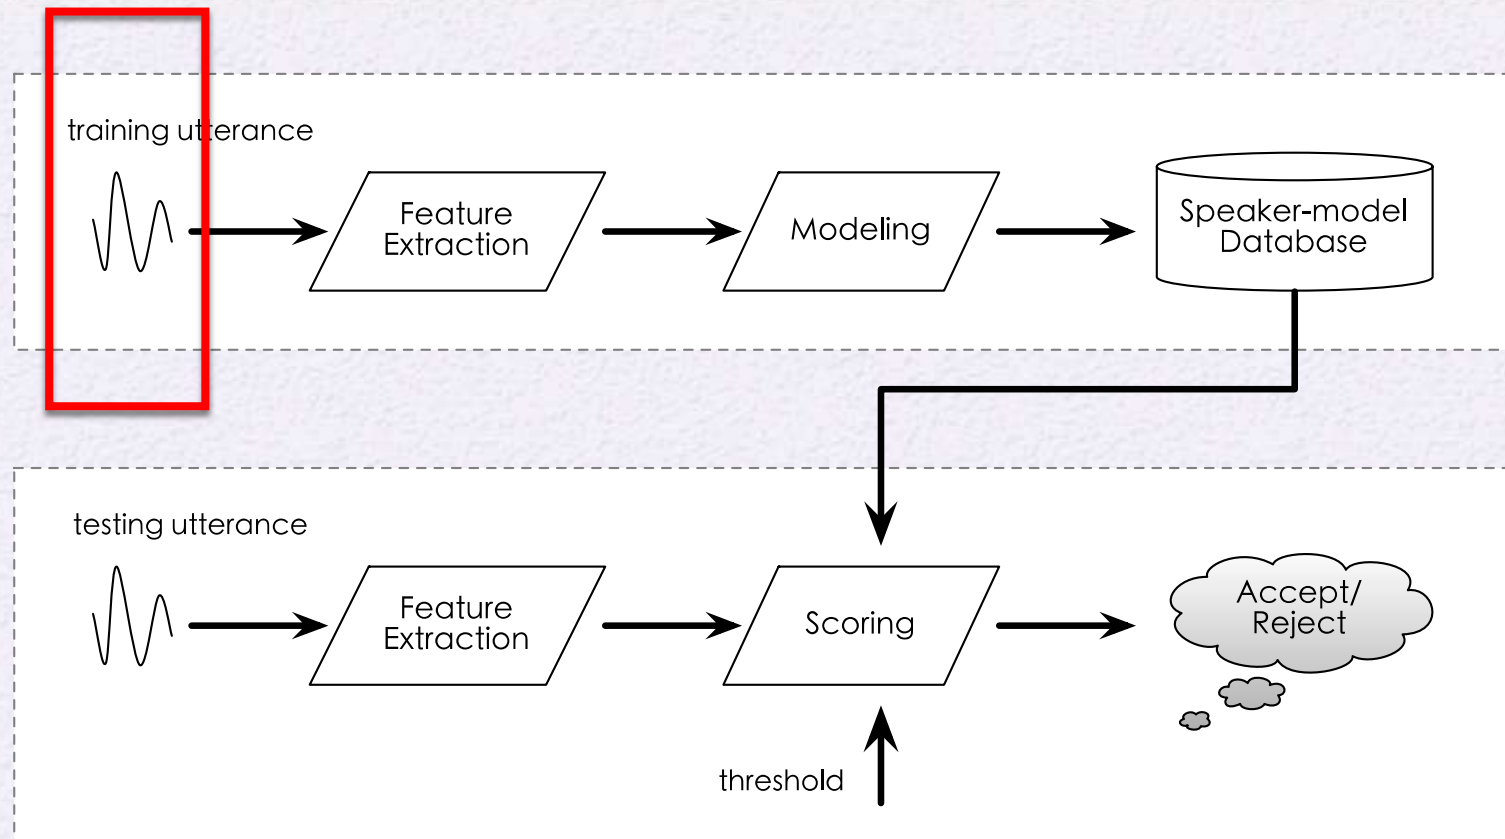 training utterance
Feature
Extraction
Modeling
Speaker-model
Database
testing utterance
Feature
Extraction
Scoring
Accept/
Reject
threshold